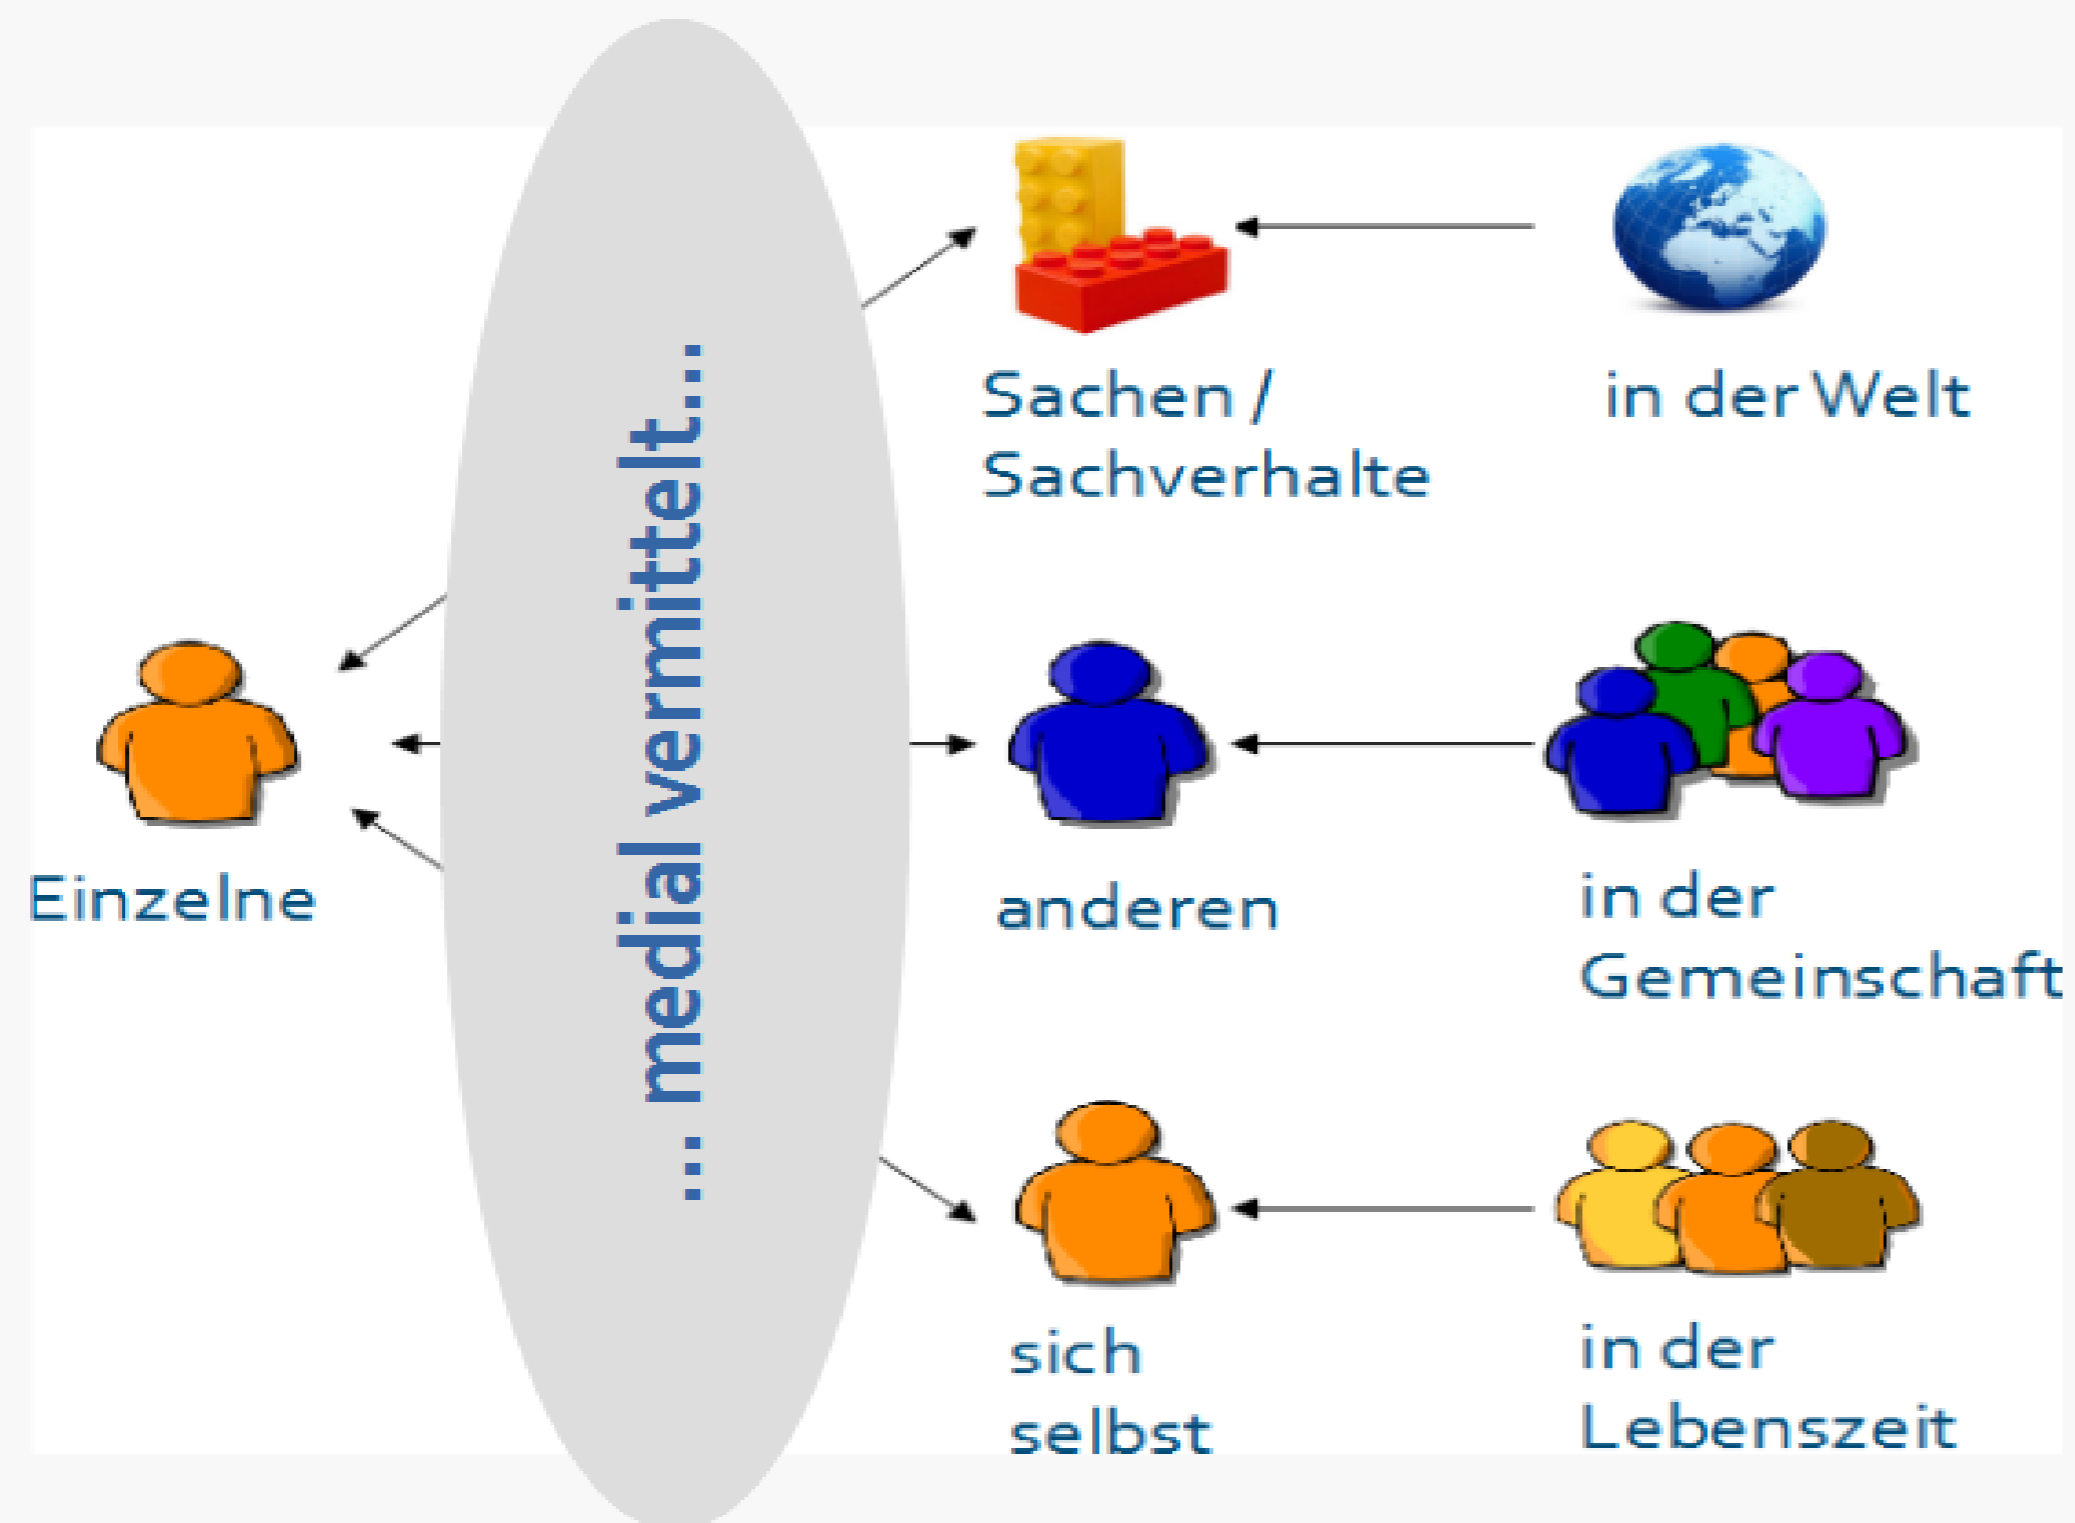 Sachen /
Sachverhalte
in der Welt
... medial vermittelt...
Einzelne
anderen
in der
Gemeinschaft
sich
selbst
in der
Lebenszeit